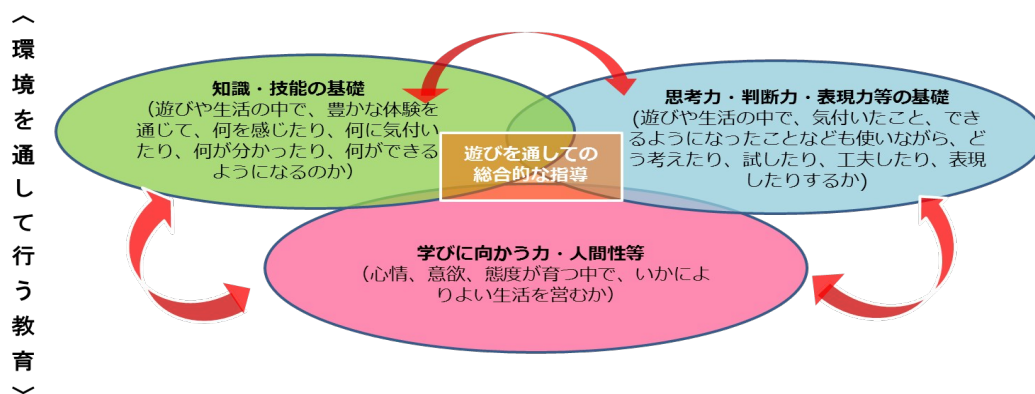 〈環境を通して行う教育〉
知識・技能の基礎
（遊びや生活の中で、豊かな体験を
通じて、何を感じたり、何に気付い
たり、何が分かったり、何ができる
ようになるのか）
思考力・判断力・表現力等の基礎
(遊びや生活の中で、気付いたこと、でき
るようになったことなども使いながら、ど
う考えたり、試したり、工夫したり、表現
したりするか)
遊びを通しての
総合的な指導
学びに向かう力・人間性等
（心情、意欲、態度が育つ中で、いかによ
りよい生活を営むか）